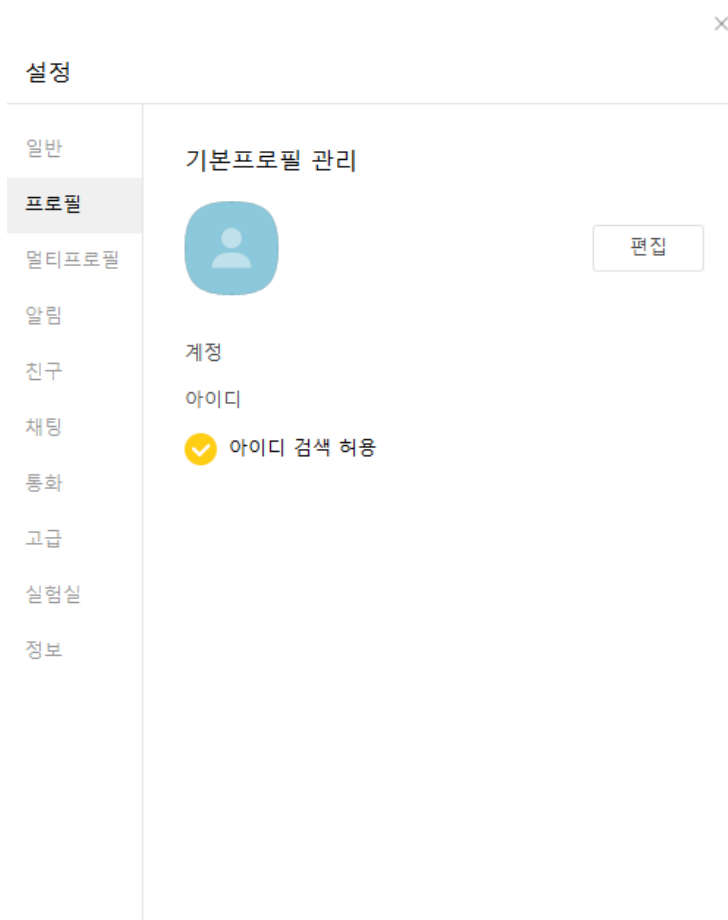 설정
일반
프로필
멀티프로필
알림
친구
채팅
통화
고급
실험실
정보
기본프로필 관리
편집
계정
아이디
아이디 검색 허용